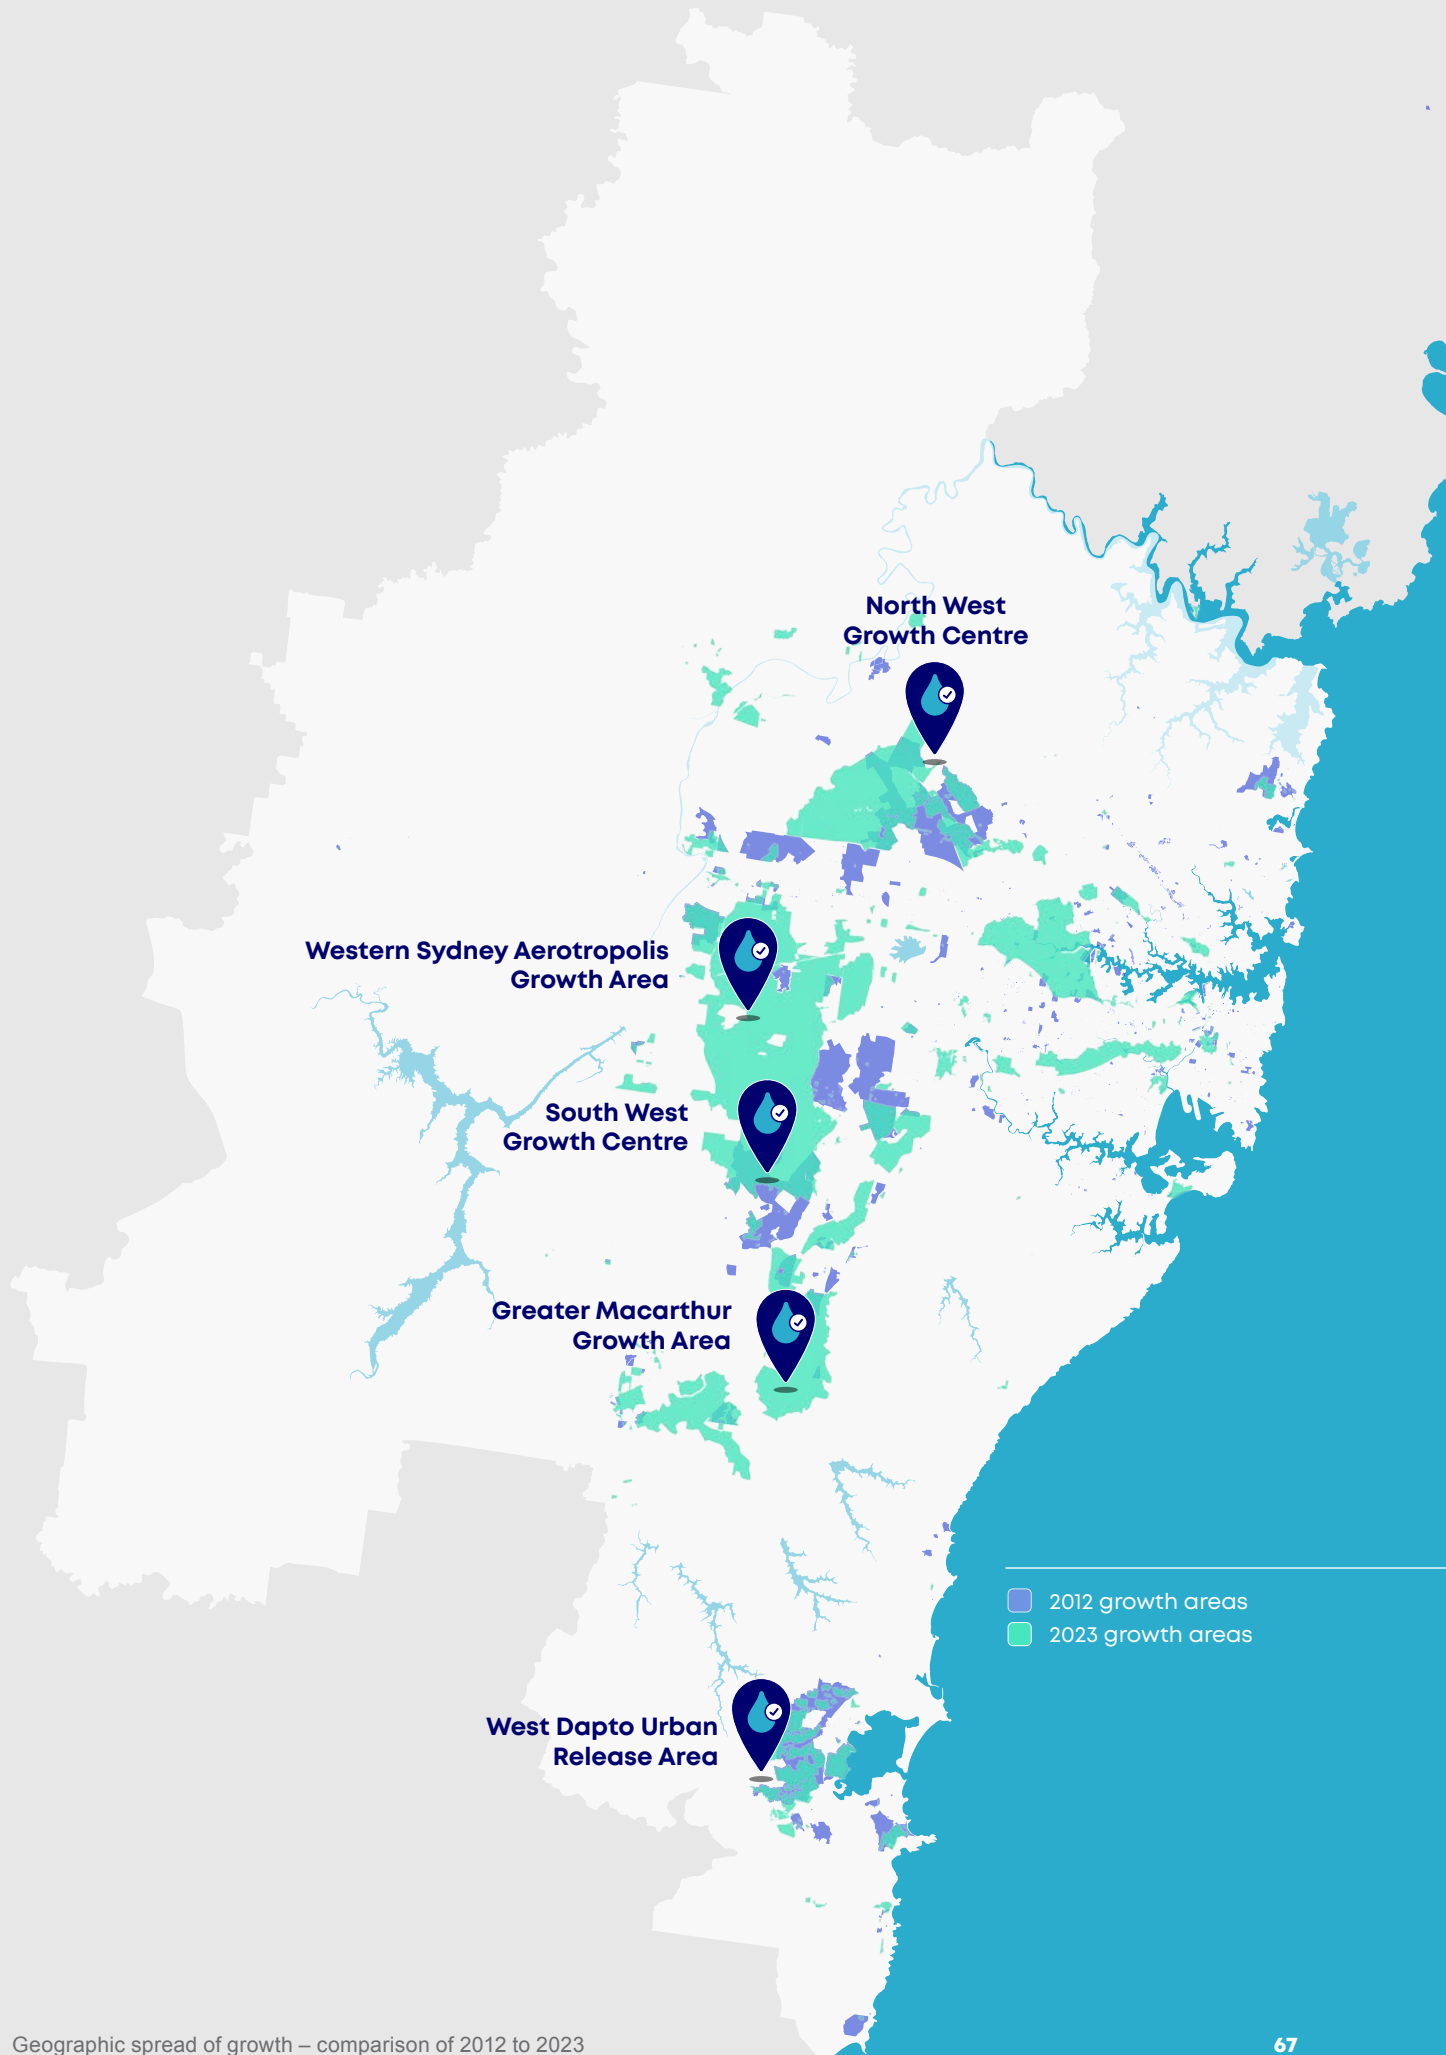 North West
Growth Centre
Western Sydney Aerotropolis
Growth Area
South West
Growth Centre
Greater Macarthur
Growth Area
2012 growth areas
2023 growth areas
West Dapto Urban
Release Area
Geographic spread of growth – comparison of 2012 to 2023
67